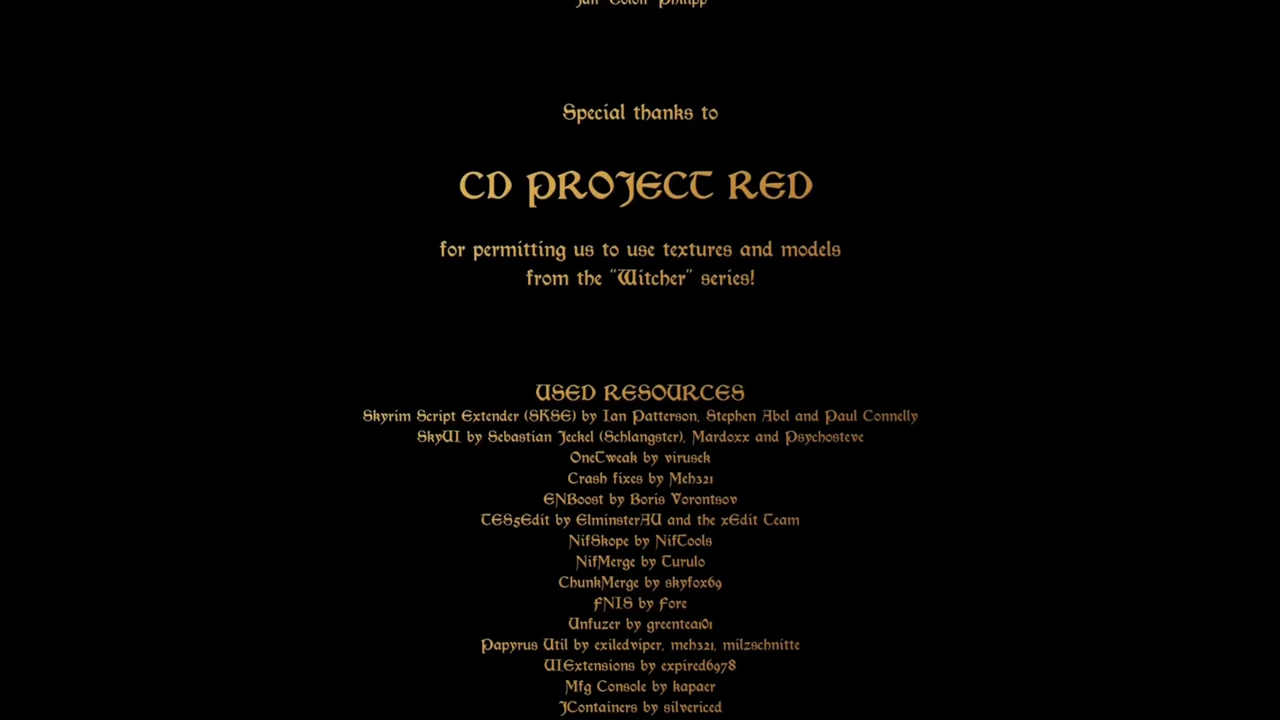 Jan "Colon" Philipp
Special thanks to
CD PROJECT RED
for permitting us to use textures and models
from the "Witcher" series!
USED RESOURCES
Skyrim Script Extender (SKSE) by Ian Patterson, Stephen Abel and Paul Connelly
SkyUI by Sebastian Jeckel (Schlangster), Mardoxx and Psychosteve
OneTweak by virusek
Crash fixes by Meh321
ENBoost by Boris Vorontsov
TES5Edit by ElminsterAU and the xEdit Team
NifSkope by NifTools
NifMerge by Turulo
ChunkMerge by skyfox69
FNIS by Fore
Unfuzer by greentea101
Papyrus Util by exiledviper, meh321, milzschnitte
UIExtensions by expired6978
Mfg Console by kapaer
JContainers by silvericed